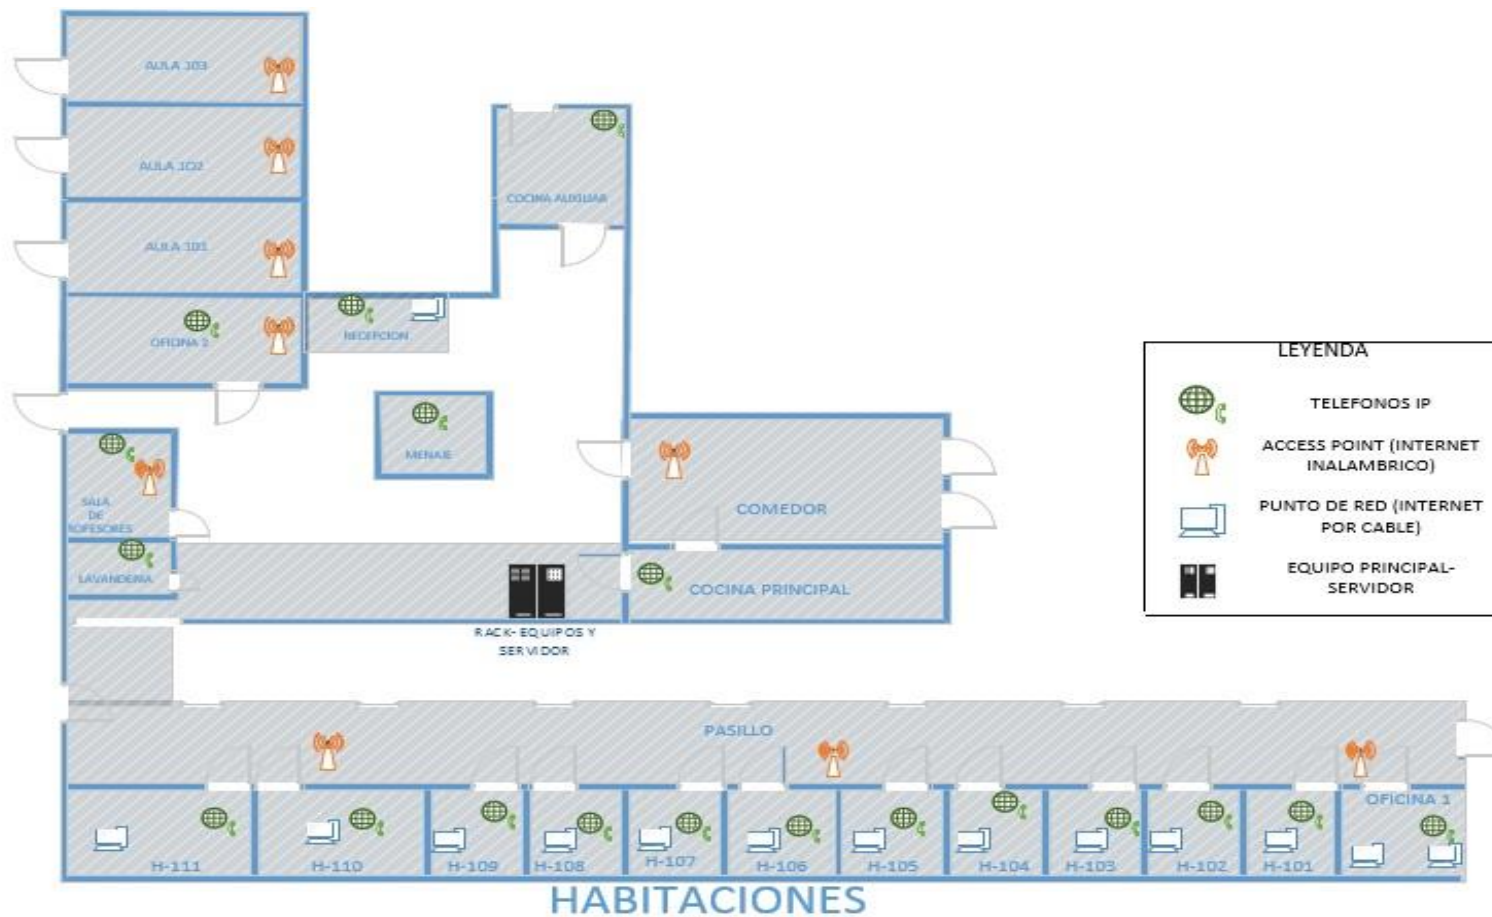 AULA 103
AULA 102
COCINA AUXILIAR
AULA 101
RECEPCION
OFICINA 2
LEYENDA
TELEFONOS IP
ACCESS POINT (INTERNET
INALAMBRICO)
PUNTO DE RED (INTERNET
POR CABLE)
EQUIPO PRINCIPAL-
SERVIDOR
MENAJE
SALA
DE
ROFESORES
COMEDOR
LAVANDERIA
COCINA PRINCIPAL
RACK- EQUIPOS Y
SERVIDOR
PASILLO
OFICINA 1
H-111
H-110
H-109
H-108
H-107
H-106
H-105
H-104
H-103
H-102
H-101
HABITACIONES